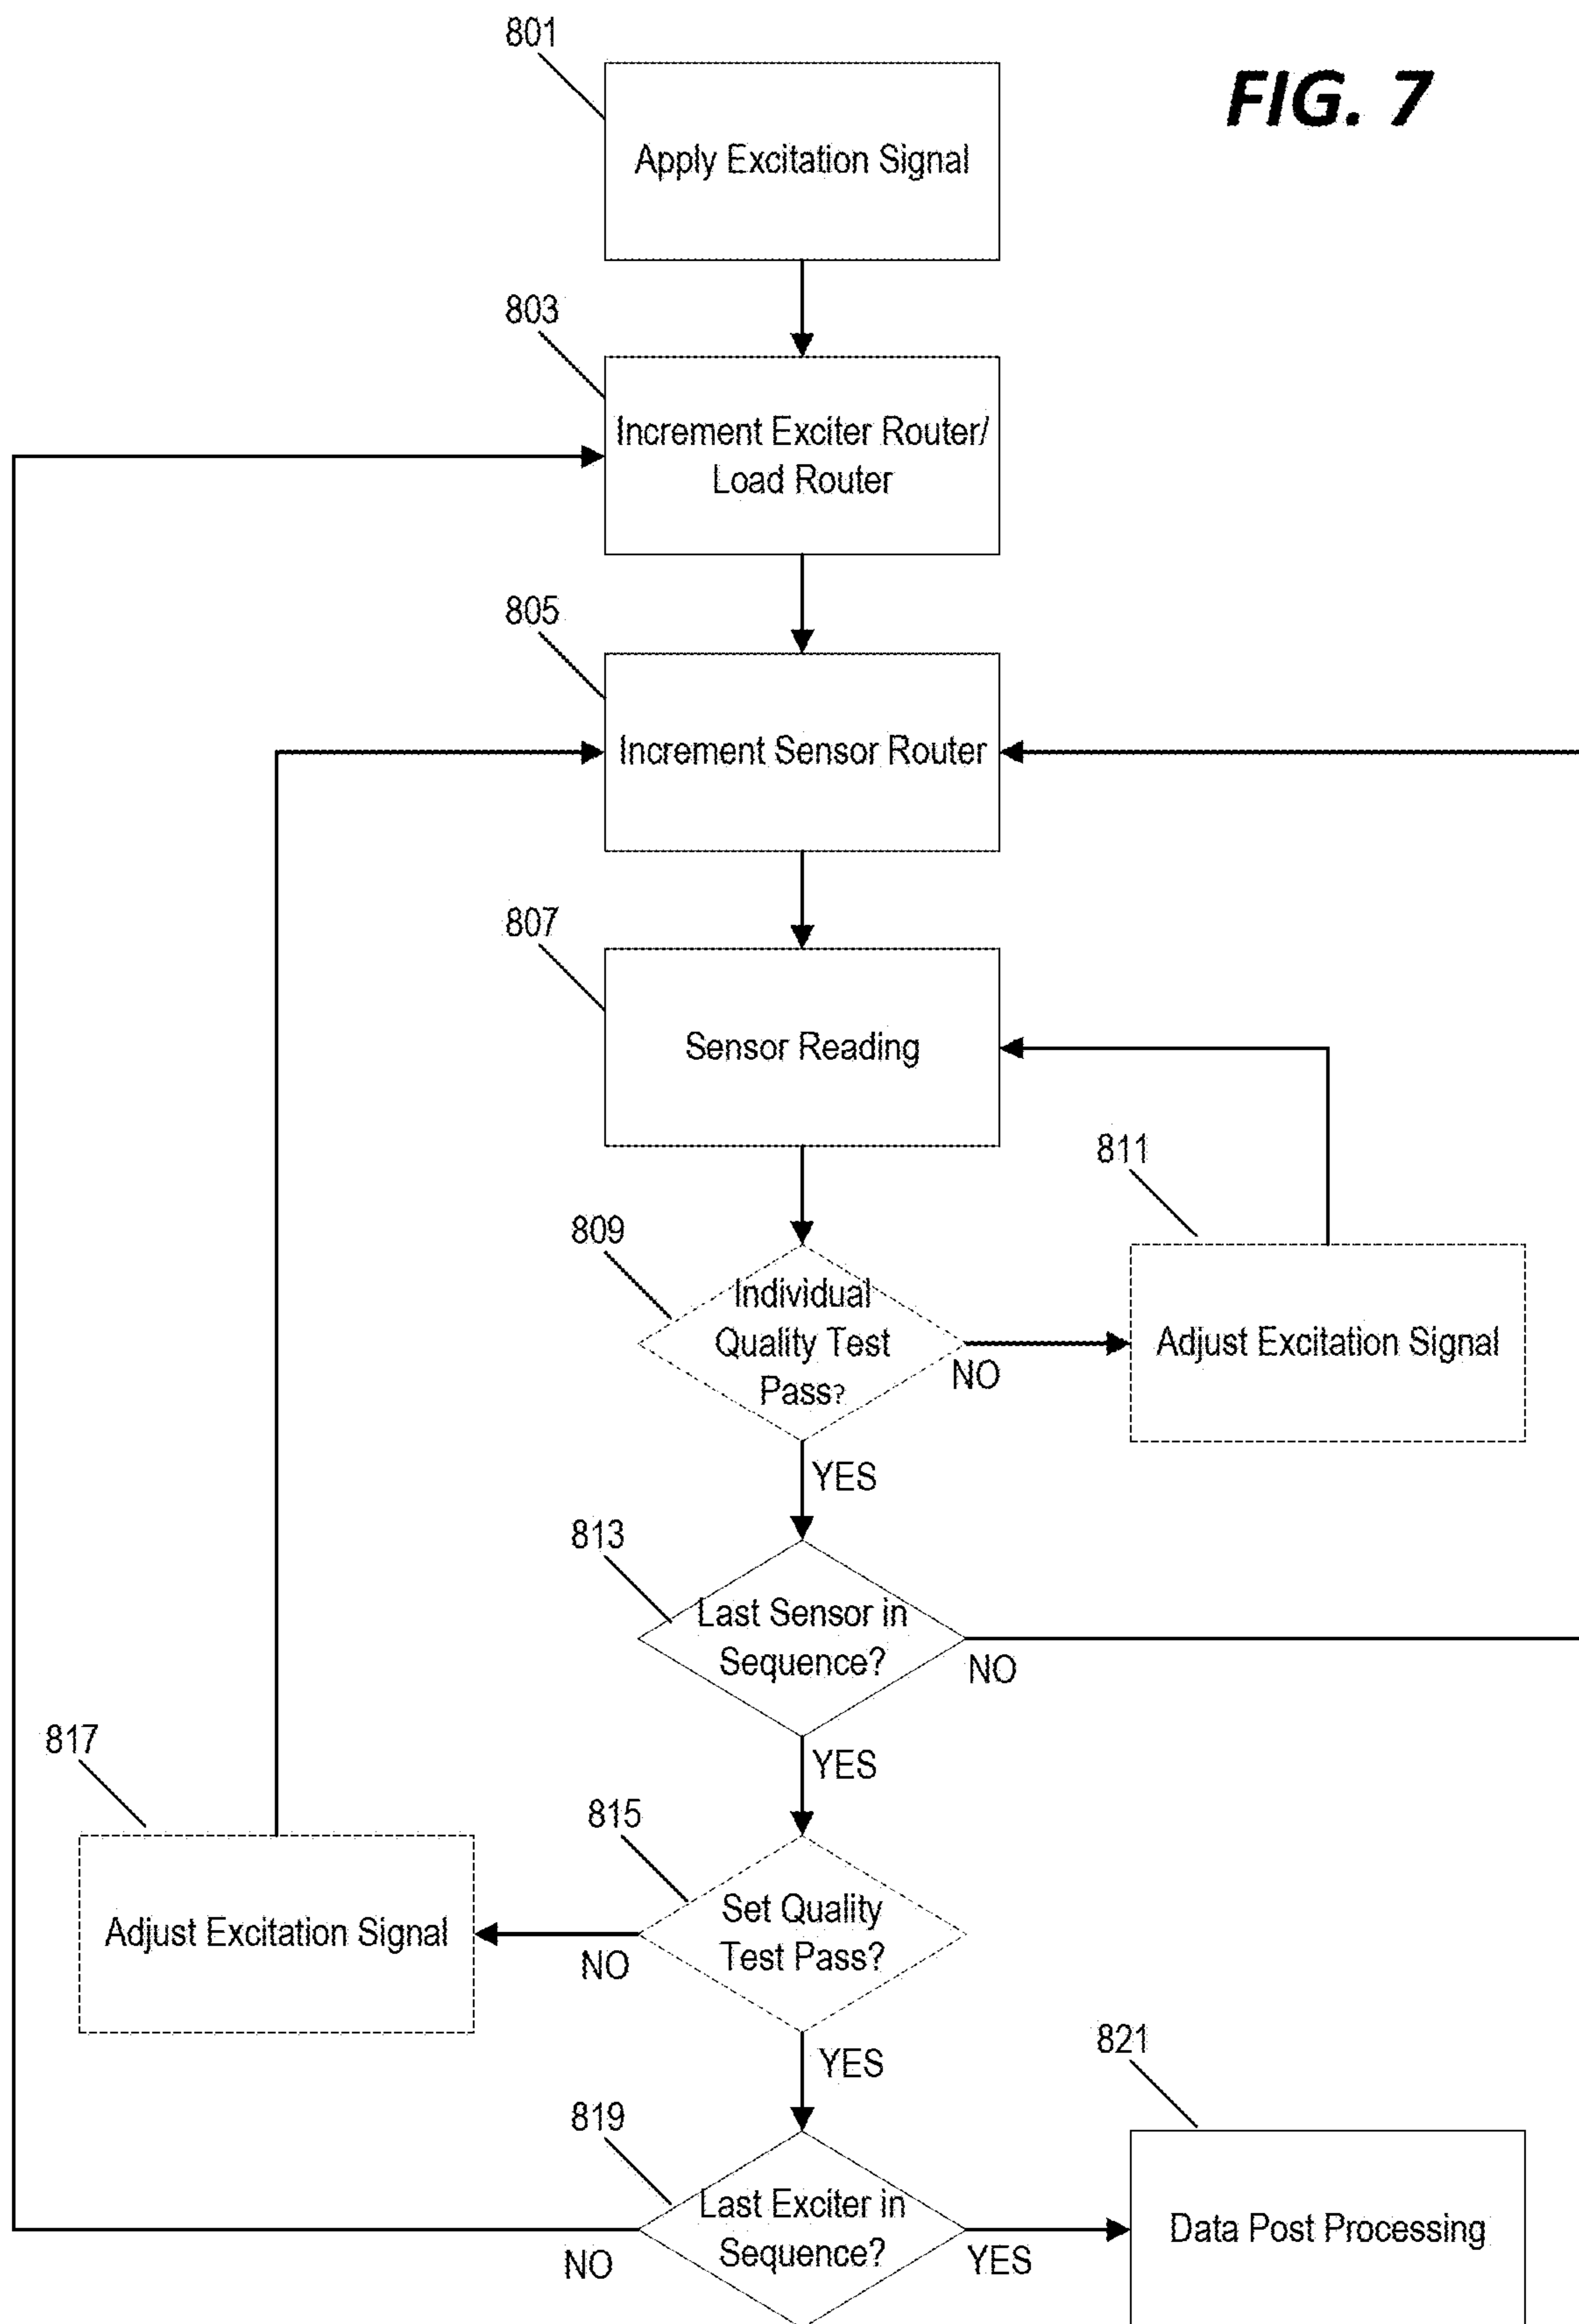 801
FIG. 7
Apply Excitation Signal
803
Increment Exciter Router/
Load Router
805
Increment Sensor Router
807
Sensor Reading
811
809
Individual
Quality Test
Pass?
NO
Adjust Excitation Signal
YES
813
Last Sensor in
Sequence?
NO
817
YES
815
Set Quality
Test Pass?
Adjust Excitation Signal
NO
YES
821
819
Last Exciter in
Sequence?
NO
YES
Data Post Processing